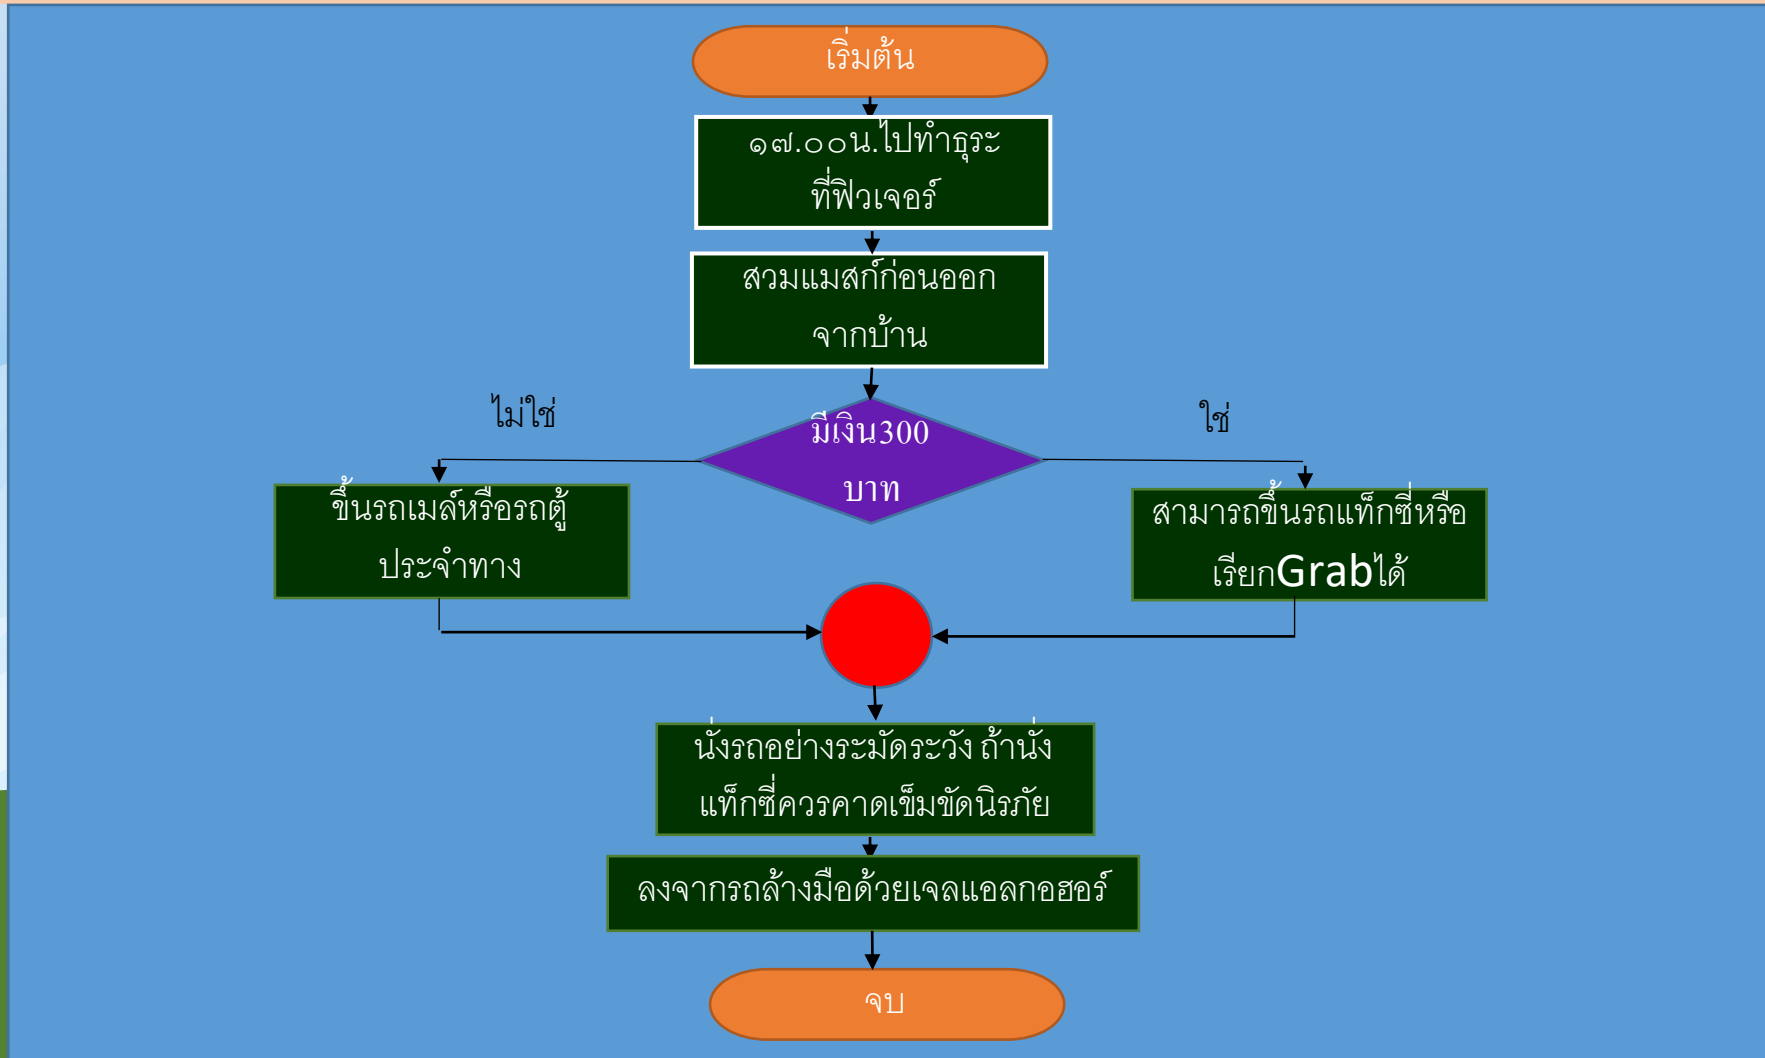 เริ่มต้น
๑๗.๐๐น.ไปทำธุระ
ที่ฟิวเจอร์
สวมแมสก์ก่อนออก
จากบ้าน
ไม่ใช่
ใช่
มีเงิน300
บาท
ขึ้นรถเมล์หรือรถตู้
ประจำทาง
สามารถขึ้นรถแท็กซี่หรือ
เรียกGrabได้
นั่งรถอย่างระมัดระวัง ถ้านั่ง
แท็กซี่ควรคาดเข็มขัดนิรภัย
ลงจากรถล้างมือด้วยเจลแอลกอฮอร์
จบ